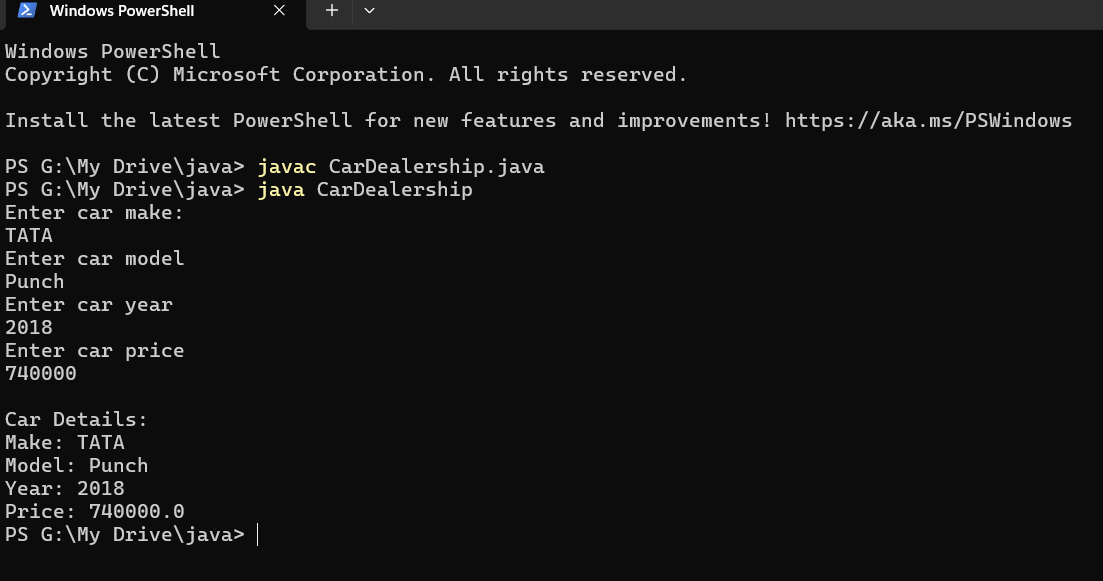 Windows PowerShell
Windows PowerShell
Copyright (C) Microsoft Corporation. All rights reserved.
Install the latest PowerShell for new features and improvements! https://aka.ms/PSWindows
PS G:\My Drive\java> javac CarDealership.java
PS G:\My Drive\java> java CarDealership
Enter car make:
TATA
Enter car model
Punch
Enter car year
2018
Enter car price
740000
Car Details:
Make: TATA
Model: Punch
Year: 2018
Price: 740000.0
PS G:\My Drive\java>